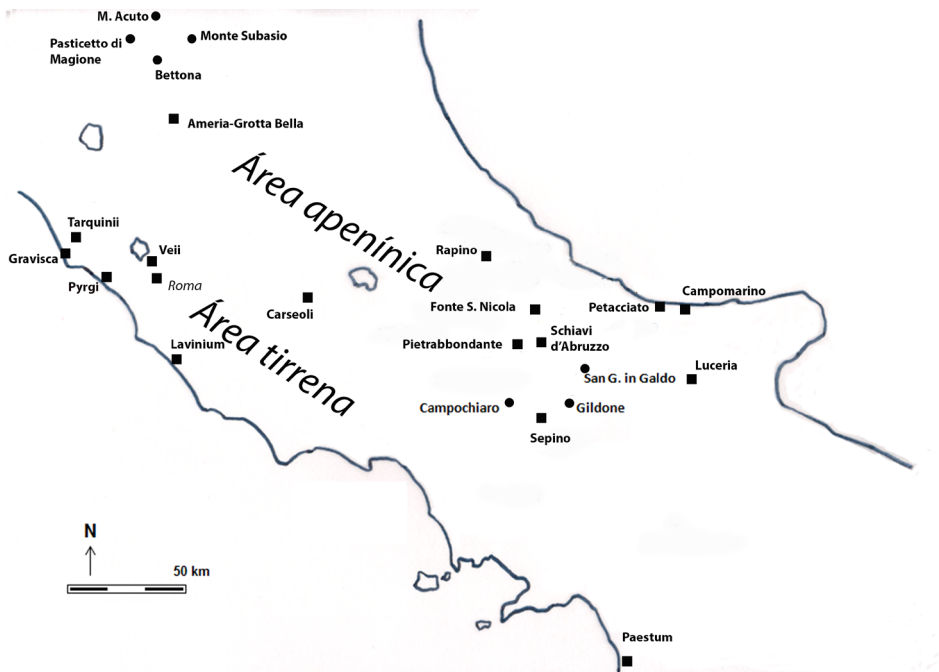 M. Acuto
Pasticetto di
Magione
Monte Subasio
Bettona
Ameria-Grotta Bella
Área apenínica
Tarquinii
Gravisca
Veii
Pyrgi
Roma
Rapino
Carseoli
Área tirrena
Lavinium
Campomarino
Fonte S. Nicola
Petacciato
Schiavi
d'Abruzzo
Pietrabbondante
Luceria
San G. in Galdo
Campochiaro
Gildone
Sepino
N
50 km
Paestum